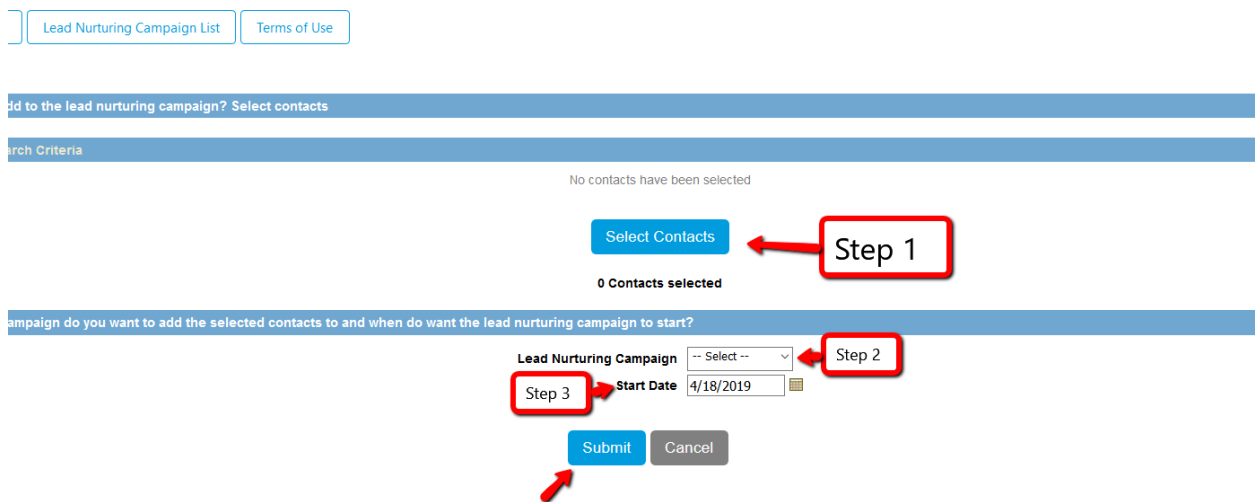 Lead Nurturing Campaign List Terms of Use
dd to the lead nurturing campaign? Select contacts
arch Criteria
No contacts have been selected
Select Contacts
Step 1
0 Contacts selected
ampaign do you want to add the selected contacts to and when do want the lead nurturing campaign to start?
Lead Nurturing Campaign -- Select -- Step 2
Step 3 Start Date 4/18/2019
Submit Cancel